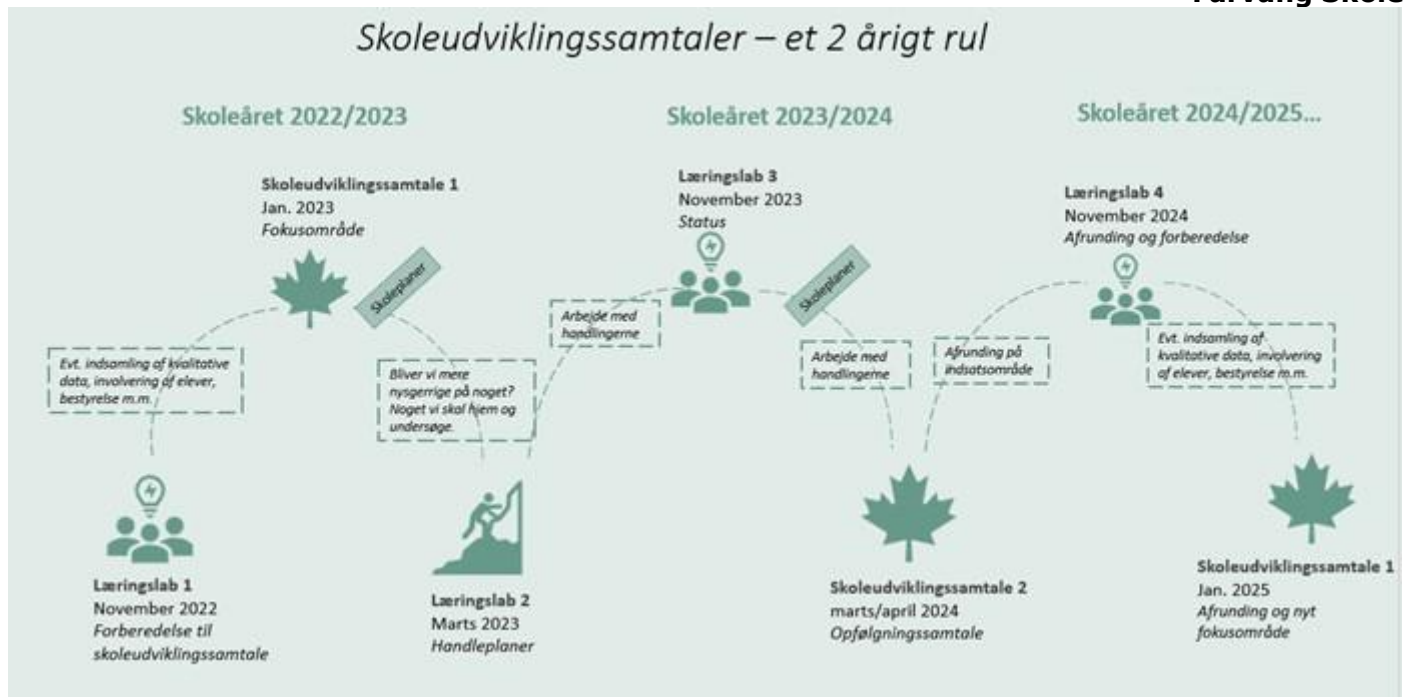 Skoleudviklingssamtaler – et 2 årigt rul
Skoleåret 2022/2023
Skoleudviklingssamtale 1
Jan. 2023
Fokusområde
Skoleplaner
Evt. indsamling af kvalitative
data, involvering af elever,
bestyrelse m.m.
Bliver vi mere
nysgerrige på noget?
Noget vi skal hjem og
undersøge.
Læringslab 1
November 2022
Forberedelse til
skoleudviklingssamtale
Læringslab 2
Marts 2023
Handleplaner
Skoleåret 2023/2024
Læringslab 3
November 2023
Status
Skoleplaner
Arbejde med
handlingerne
Arbejde med
handlingerne
Skoleudviklingssamtale 2
marts/april 2024
Opfølgningssamtale
Skoleåret 2024/2025...
Læringslab 4
November 2024
Afrunding og forberedelse
Afrunding på
indsatsområde
Evt. indsamling af
kvalitative data, involvering
af elever, bestyrelse m.m.
Skoleudviklingssamtale 1
Jan. 2025
Afrunding og nyt
fokusområde